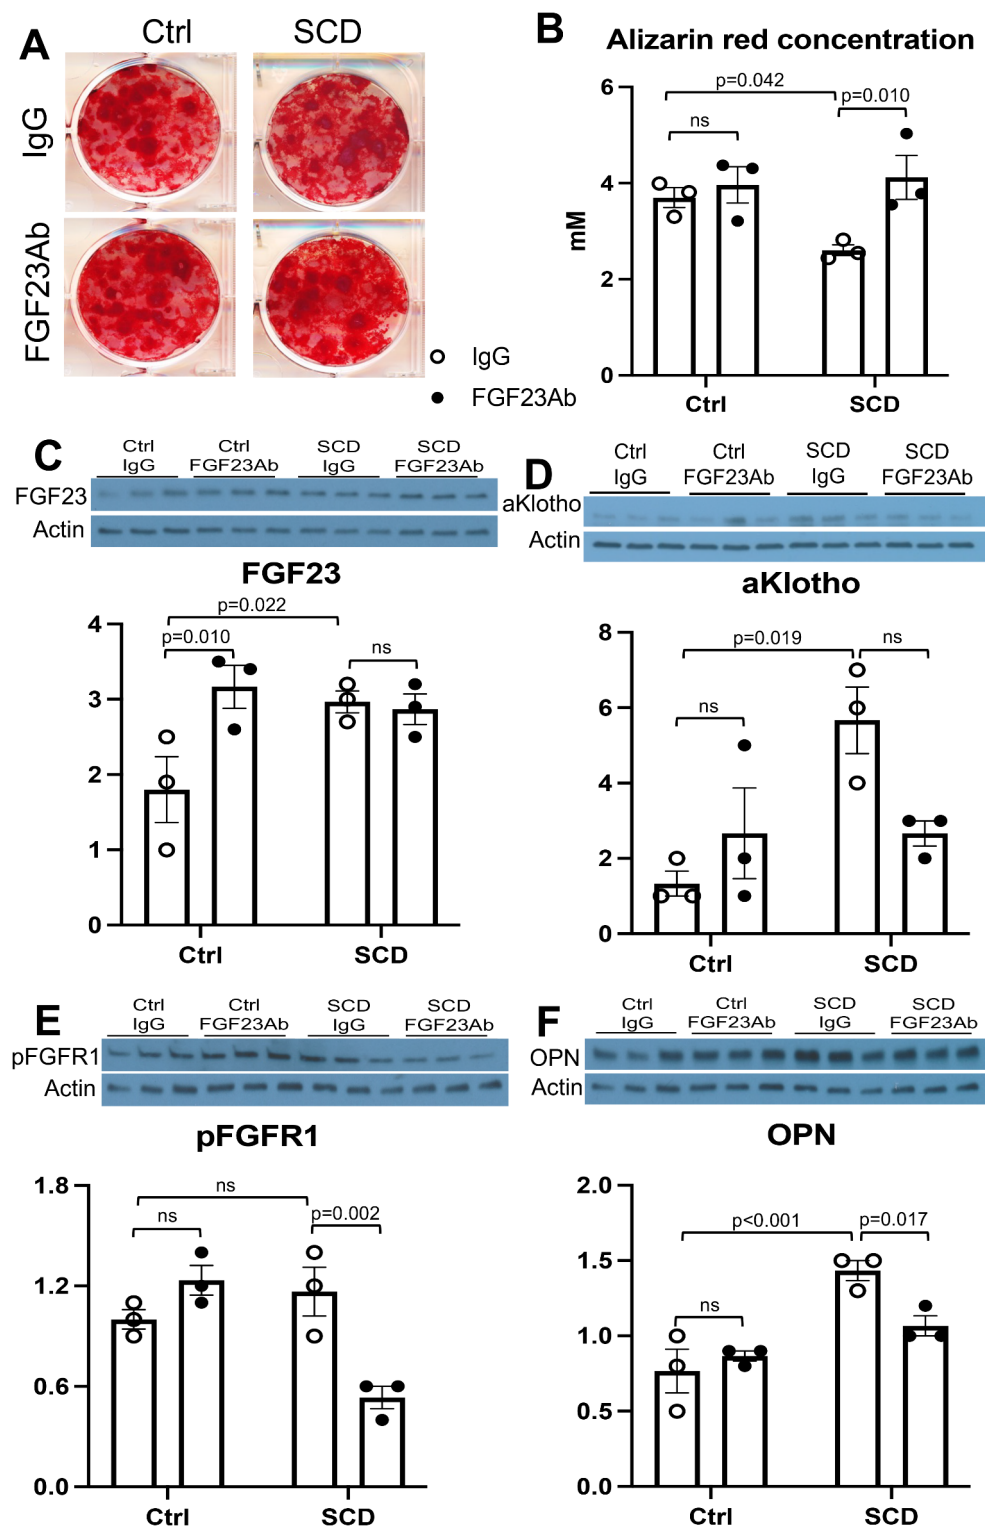 A
Ctrl
SCD
IgG
FGF23Ab
IgG
FGF23Ab
B
Alizarin red concentration
p=0.042
p=0.010
ns
mM
6
4
2
0
Ctrl
SCD
C
Ctrl
IgG
Ctrl
FGF23Ab
SCD
IgG
SCD
FGF23Ab
FGF23
Actin
FGF23
p=0.022
p=0.010
ns
4
3
2
1
0
Ctrl
SCD
D
Ctrl
IgG
Ctrl
FGF23Ab
SCD
IgG
SCD
FGF23Ab
aKlotho
Actin
aKlotho
p=0.019
ns
ns
8
6
4
2
0
Ctrl
SCD
E
Ctrl
IgG
Ctrl
FGF23Ab
SCD
IgG
SCD
FGF23Ab
pFGFR1
Actin
pFGFR1
ns
ns
p=0.002
1.8
1.2
0.6
0.0
Ctrl
SCD
F
Ctrl
IgG
Ctrl
FGF23Ab
SCD
IgG
SCD
FGF23Ab
OPN
Actin
OPN
p<0.001
p=0.017
ns
2.0
1.5
1.0
0.5
0.0
Ctrl
SCD